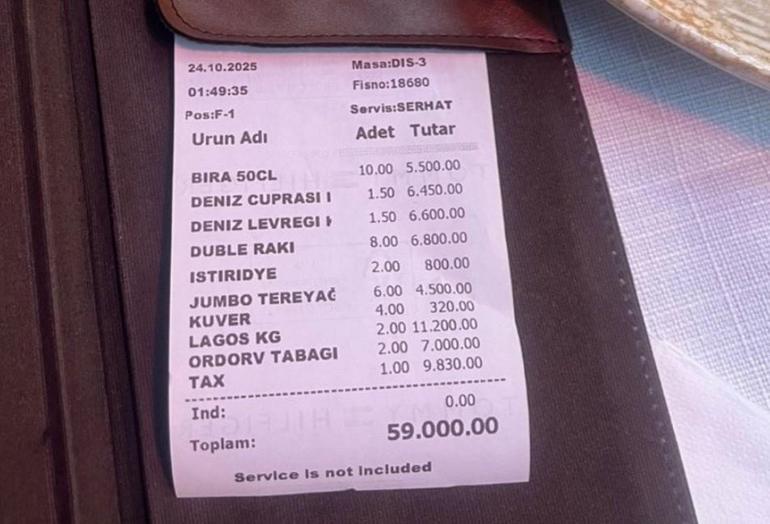 24.10.2025 Masa:DIS-3
01:49:35 Fisno:18680
Pos:F-1 Servis:SERHAT
Urun Adı Adet Tutar
BIRA 50CL 10.00 5.500.00
DENIZ CUPRASI I 1.50 6.450.00
DENIZ LEVREGI 1.50 6.600.00
DUBLE RAKI 8.00 6.800.00
ISTIRIDYE 2.00 800.00
JUMBO TEREYAĞ 6.00 4.500.00
KUVER 4.00 320.00
LAGOS KG 2.00 11.200.00
ORDORV TABAGI 2.00 7.000.00
TAX 1.00 9.830.00
Ind: 0.00
Toplam: 59.000.00
Service is not included